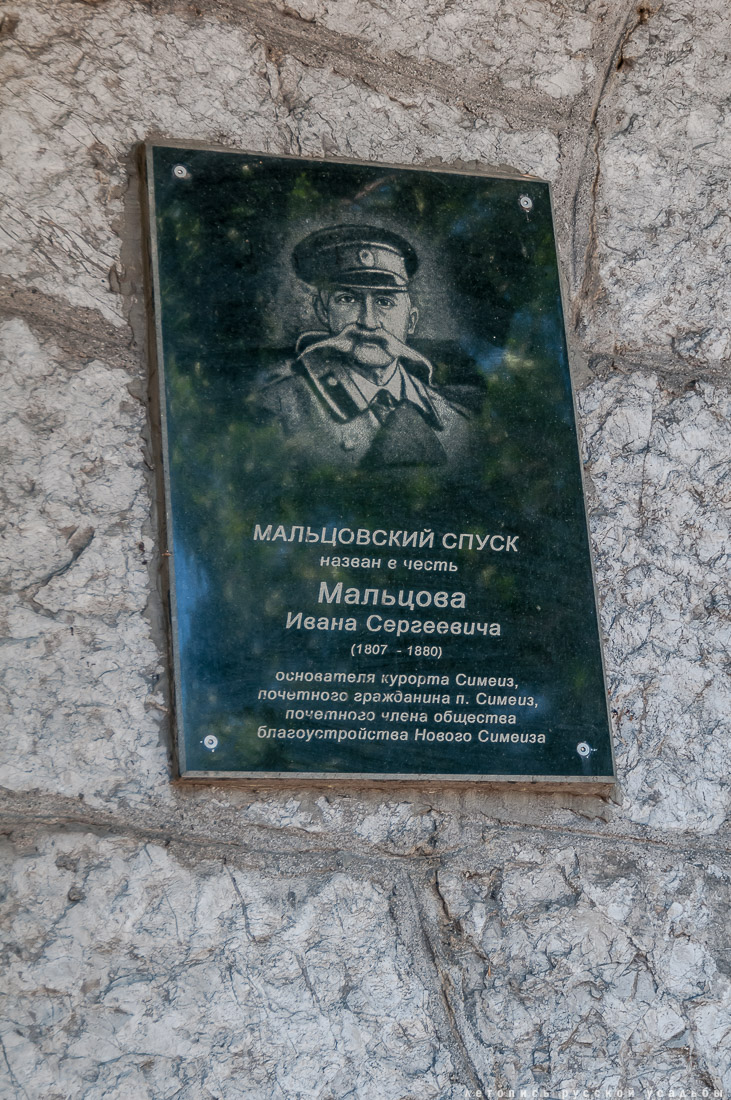 МАЛЬЦОВСКИЙ СПУСК
назван в честь
Мальцова
Ивана Сергеевича
(1807 - 1880)
основателя курорта Симеиз,
почетного гражданина п. Симеиз,
почетного члена общества
благоустройства Нового Симеиза
летопись русской усадьбы